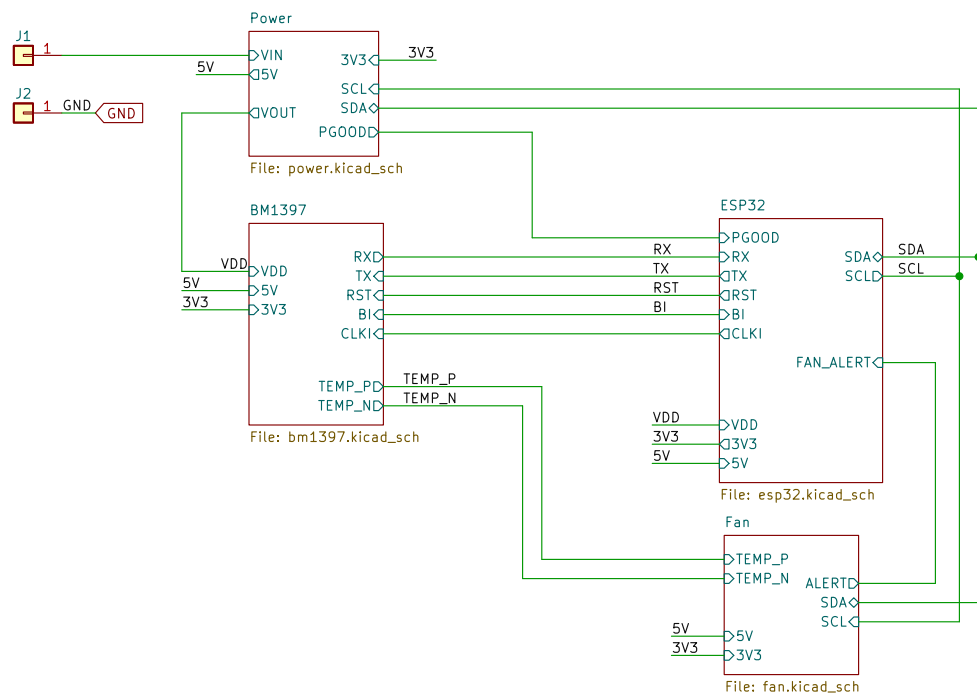 Power
J1
1
VIN
3V3
3V3
5V
5V
SCL
J2
1
GND
GND
VOUT
SDA
PGOOD
File: power.kicad_sch
BM1397
ESP32
PGOOD
RX
RX
RX
SDA
SDA
VDD
VDD
TX
TX
TX
SCL
SCL
5V
5V
RST
RST
RST
3V3
3V3
BI
BI
BI
CLKI
CLKI
FAN_ALERT
TEMP_P
TEMP_P
TEMP_N
TEMP_N
VDD
VDD
File: bm1397.kicad_sch
3V3
3V3
5V
5V
File: esp32.kicad_sch
Fan
TEMP_P
TEMP_N
ALERT
SDA
SCL
5V
5V
3V3
3V3
File: fan.kicad_sch